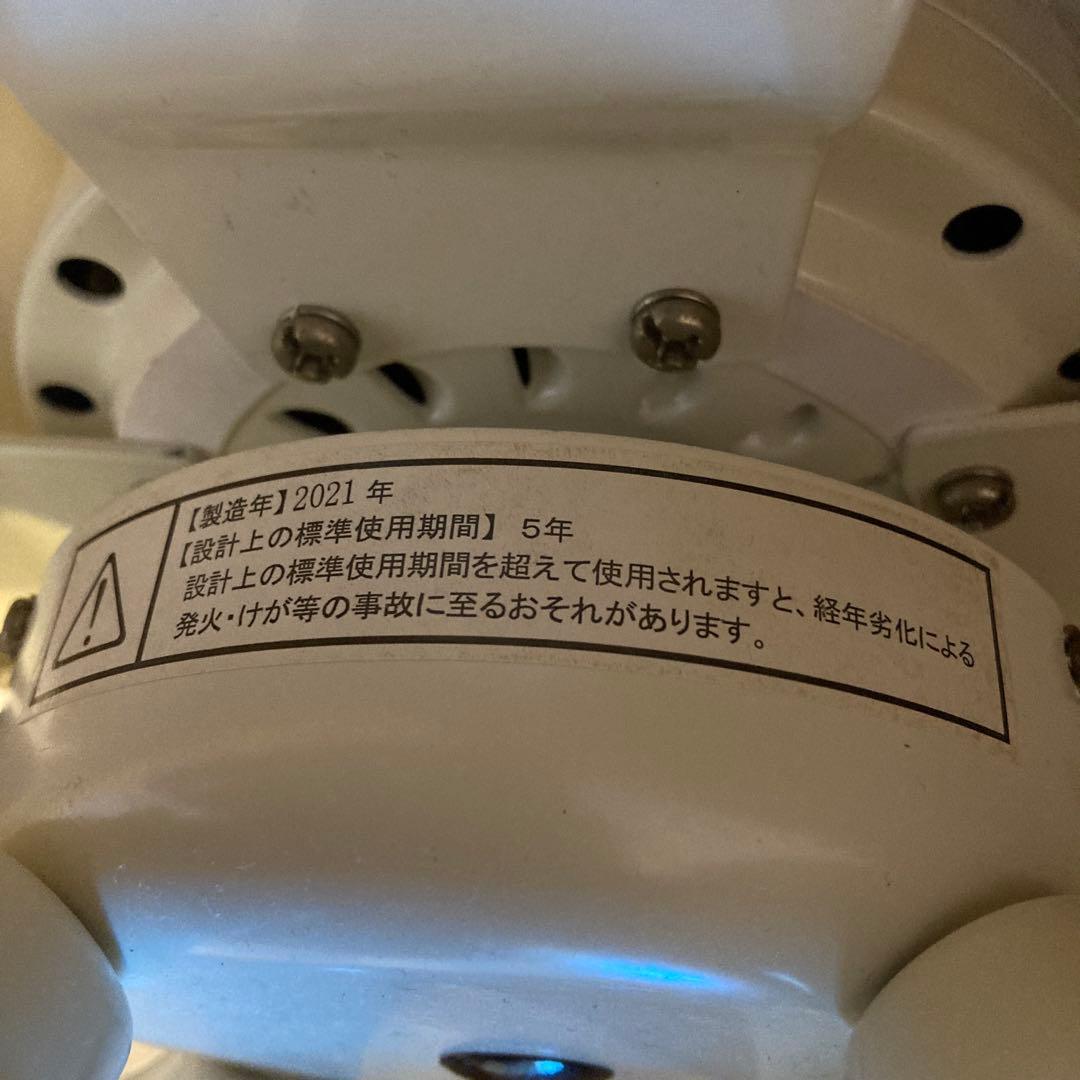 【製造年】2021 年
【設計上の標準使用期間】 5年
設計上の標準使用期間を超えて使用されますと、経年劣化による
発火・けが等の事故に至るおそれがあります。